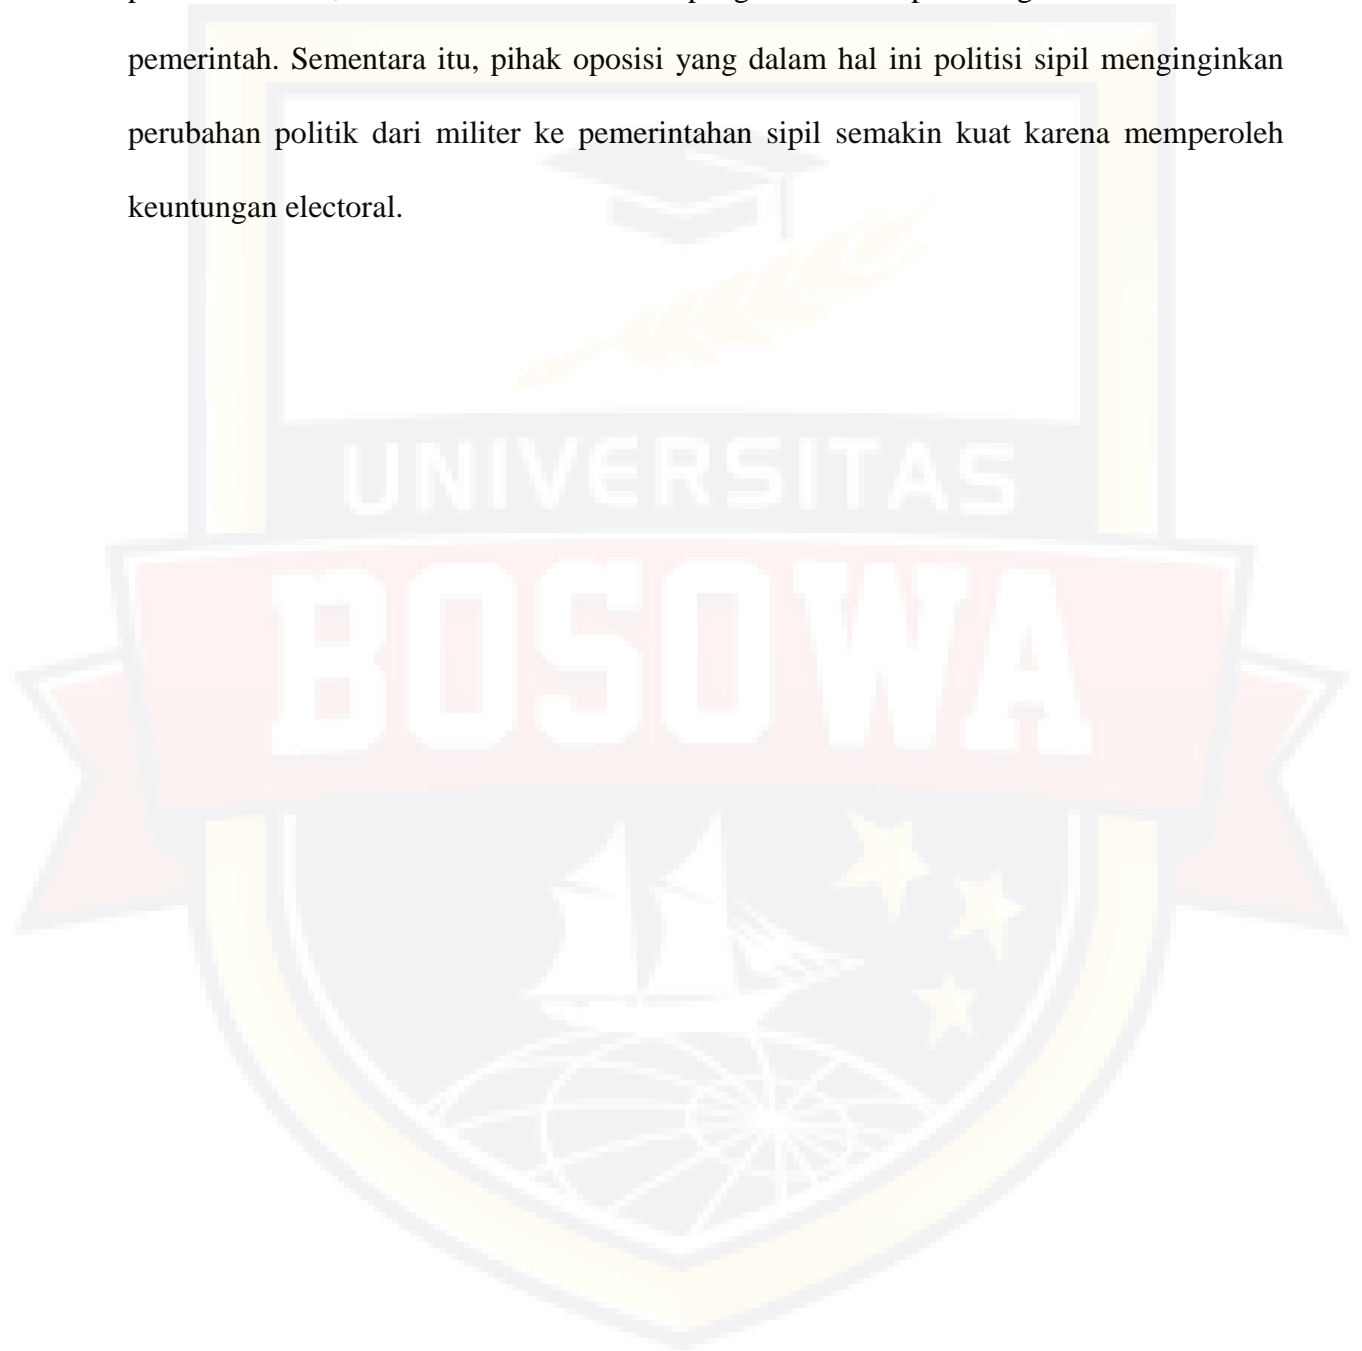 pemerintah. Sementara itu, pihak oposisi yang dalam hal ini politisi sipil menginginkan
perubahan politik dari militer ke pemerintahan sipil semakin kuat karena memperoleh
keuntungan electoral.
UNIVERSITAS
BOSOWA